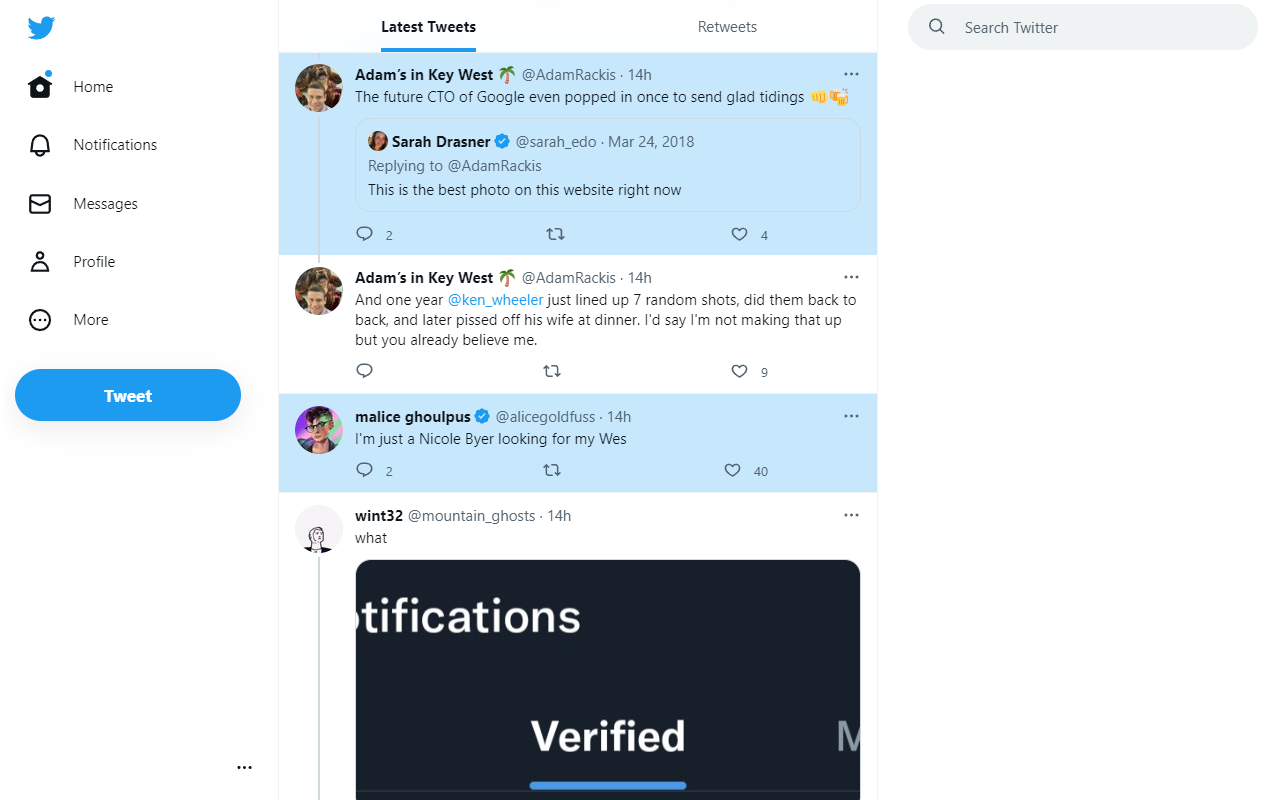 Latest Tweets
Retweets
Search Twitter
Home
Notifications
Messages
Profile
More
Tweet
Adam's in Key West 🌴 @AdamRackis · 14h
The future CTO of Google even popped in once to send glad tidings 👊🍻
Sarah Drasner @sarah_edo · Mar 24, 2018
Replying to @AdamRackis
This is the best photo on this website right now
2
4
Adam's in Key West 🌴 @AdamRackis · 14h
And one year @ken_wheeler just lined up 7 random shots, did them back to
back, and later pissed off his wife at dinner. I'd say I'm not making that up
but you already believe me.
9
malice ghoulpus @alicegoldfuss · 14h
I'm just a Nicole Byer looking for my Wes
2
40
wint32 @mountain_ghosts · 14h
what
otifications
Verified
M